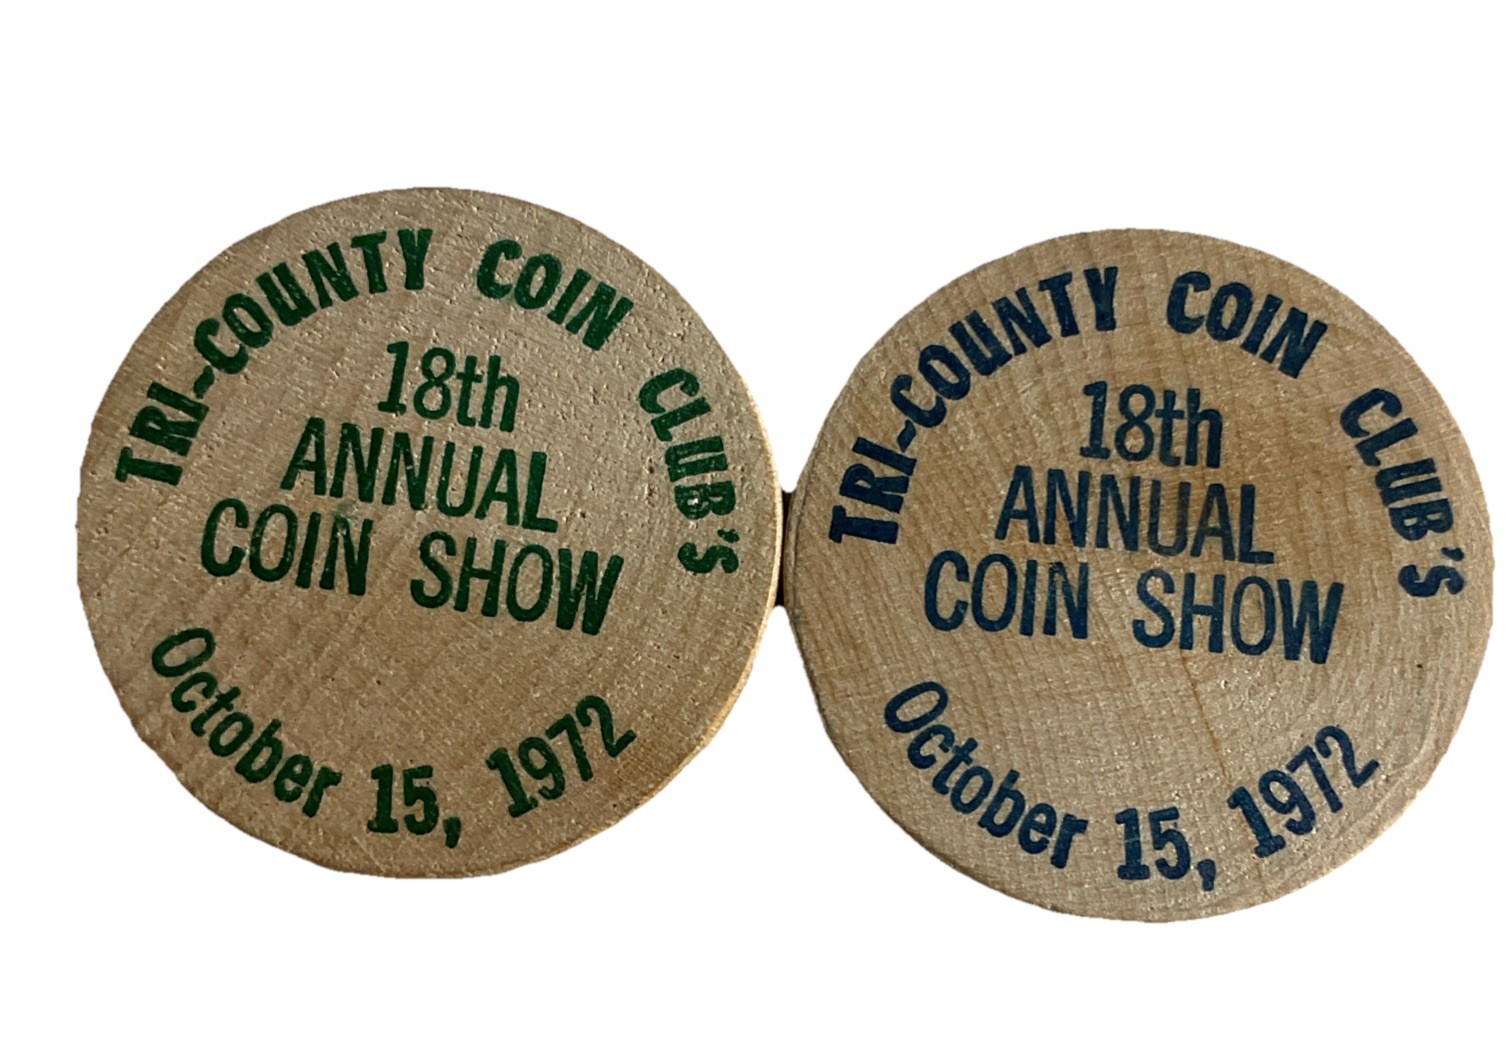 TRI-COUNTY COIN CLUB'S
18th
ANNUAL
COIN SHOW
October 15, 1972
TRI-COUNTY COIN CLUB'S
18th
ANNUAL
COIN SHOW
October 15, 1972